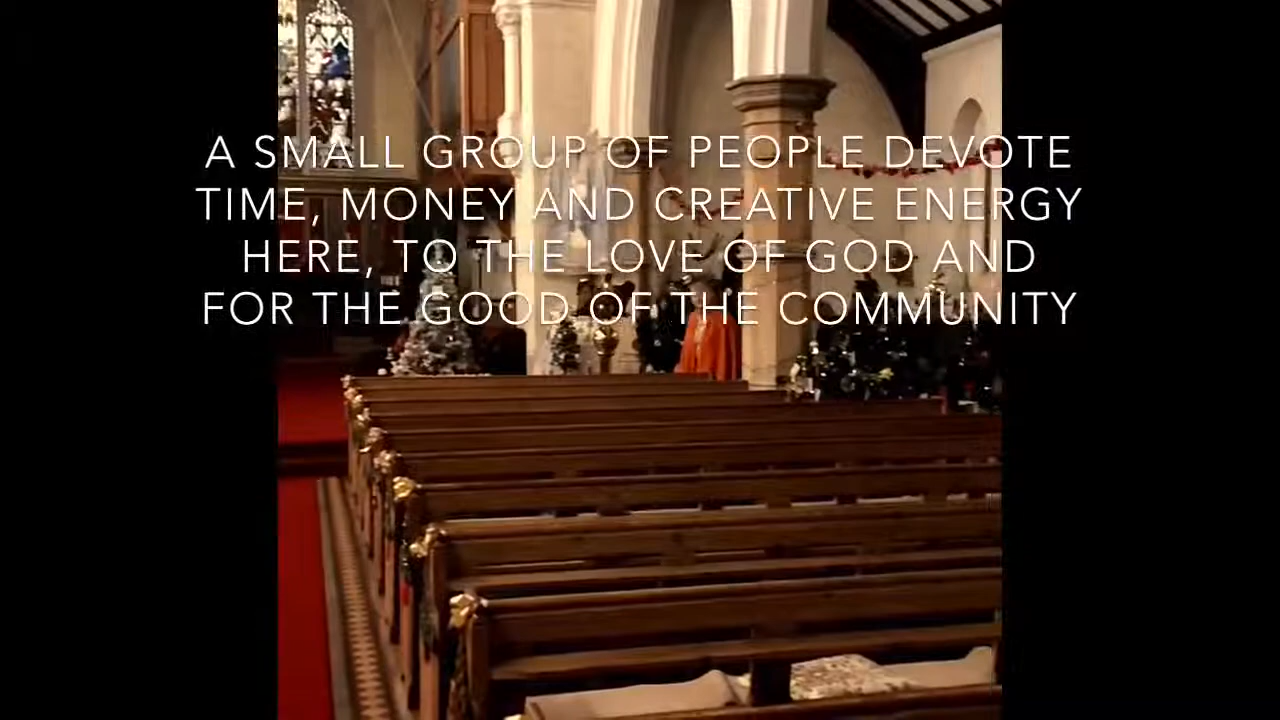 A SMALL GROUP OF PEOPLE DEVOTE
TIME, MONEY AND CREATIVE ENERGY
HERE, TO THE LOVE OF GOD AND
FOR THE GOOD OF THE COMMUNITY